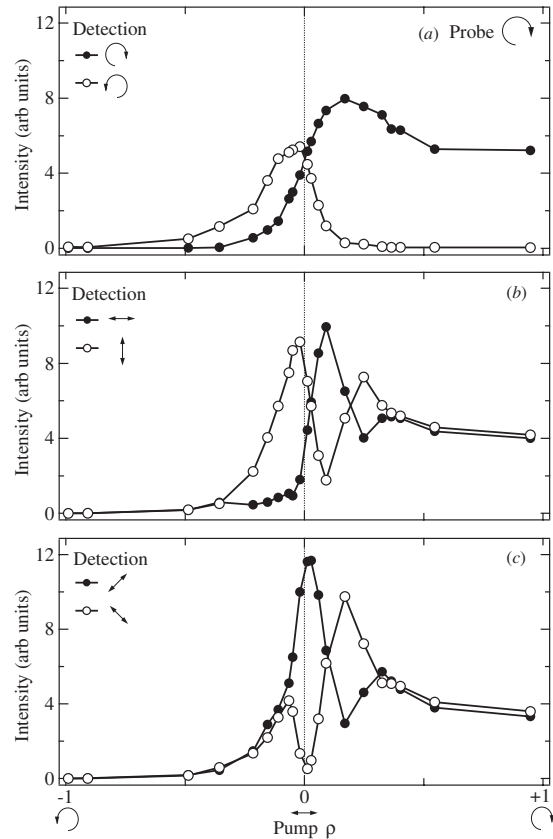 12
8
4
0
Intensity (arb units)
Detection
(a) Probe
12
8
4
0
Intensity (arb units)
Detection
(b)
12
8
4
0
Intensity (arb units)
Detection
(c)
-1 0 +1
Pump ρ